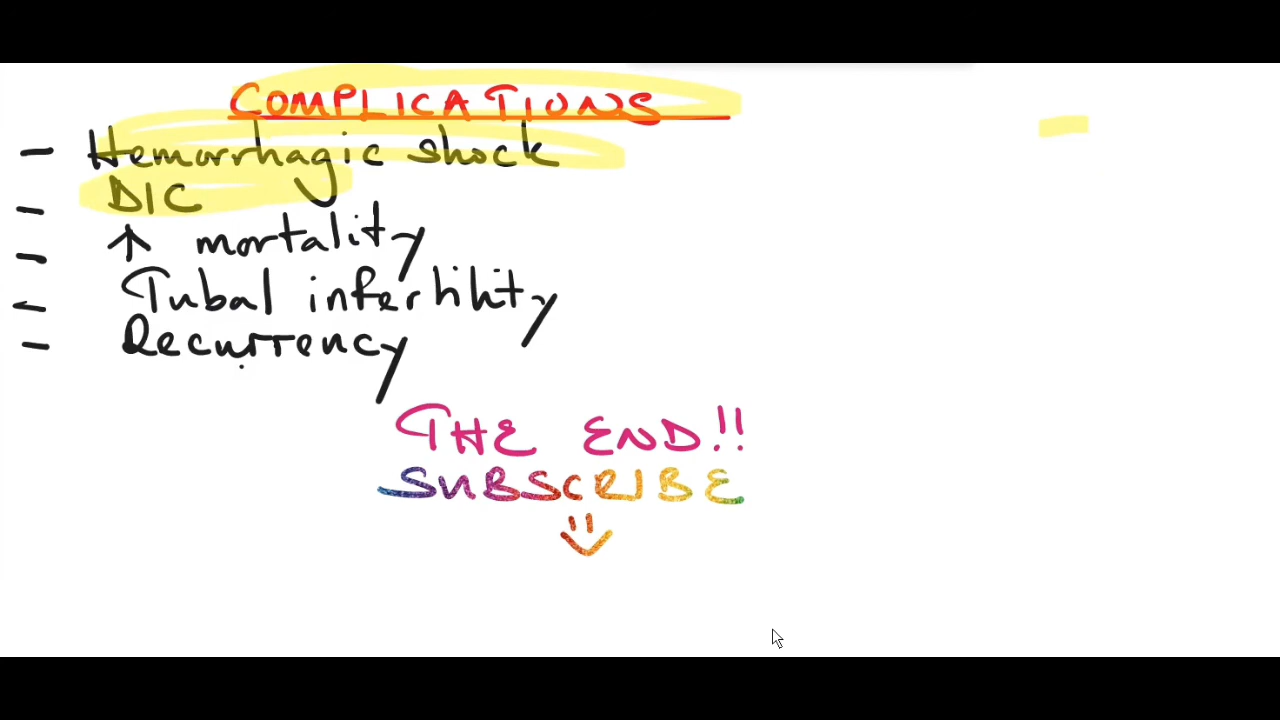 COMPLICATIONS
- Hemorrhagic shock
- DIC
- ↑ mortality
- Tubal infertility
- Recurrency
THE END!!
SUBSCRIBE